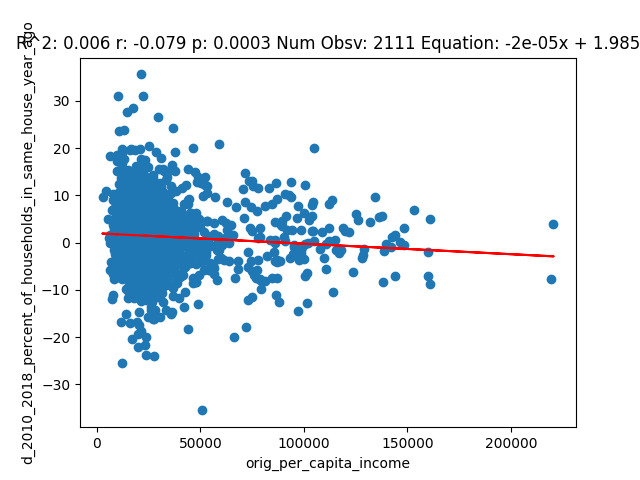 R^2: 0.006 r: -0.079 p: 0.0003 Num Obsv: 2111 Equation: -2e-05x + 1.985
d_2010_2018_percent_of_households_in_same_house_year_ago
30
20
10
0
−10
−20
−30
0 50000 100000 150000 200000
orig_per_capita_income